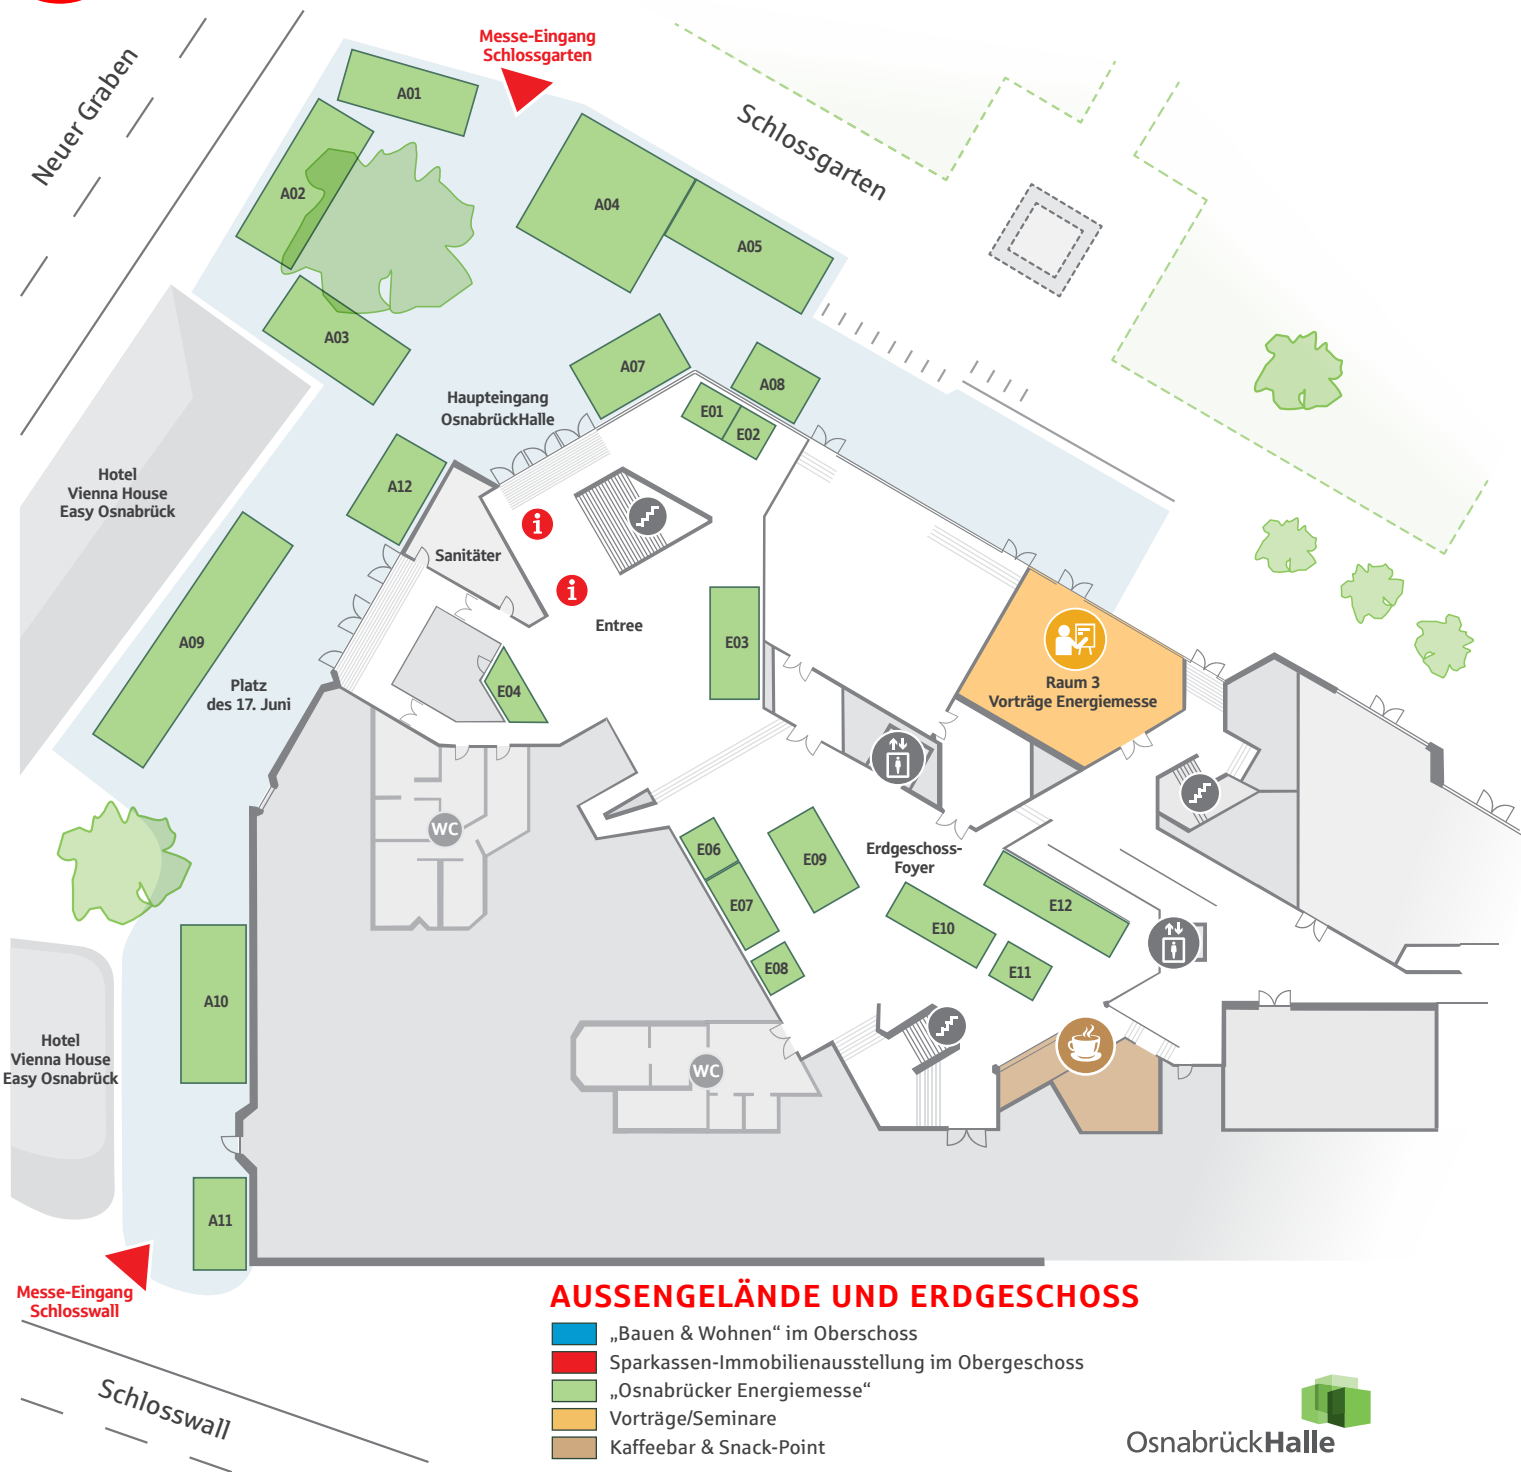 Neuer Graben
Messe-Eingang
Schlossgarten
Schlossgarten
A01
A02
A03
A04
A05
A07
A08
E01
E02
Haupteingang
OsnabrückHalle
Hotel
Vienna House
Easy Osnabrück
A12
i
i
Sanitäter
Entree
E03
E04
A09
Platz
des 17. Juni
Raum 3
Vorträge Energiemesse
WC
E06
E07
E08
E09
Erdgeschoss-
Foyer
E10
E11
E12
A10
Hotel
Vienna House
Easy Osnabrück
WC
A11
Messe-Eingang
Schlosswall
Schlosswall
AUSSENGELÄNDE UND ERDGESCHOSS
„Bauen & Wohnen“ im Oberschoss
Sparkassen-Immobilienausstellung im Obergeschoss
„Osnabrücker Energiemesse“
Vorträge/Seminare
Kaffeebar & Snack-Point
OsnabrückHalle